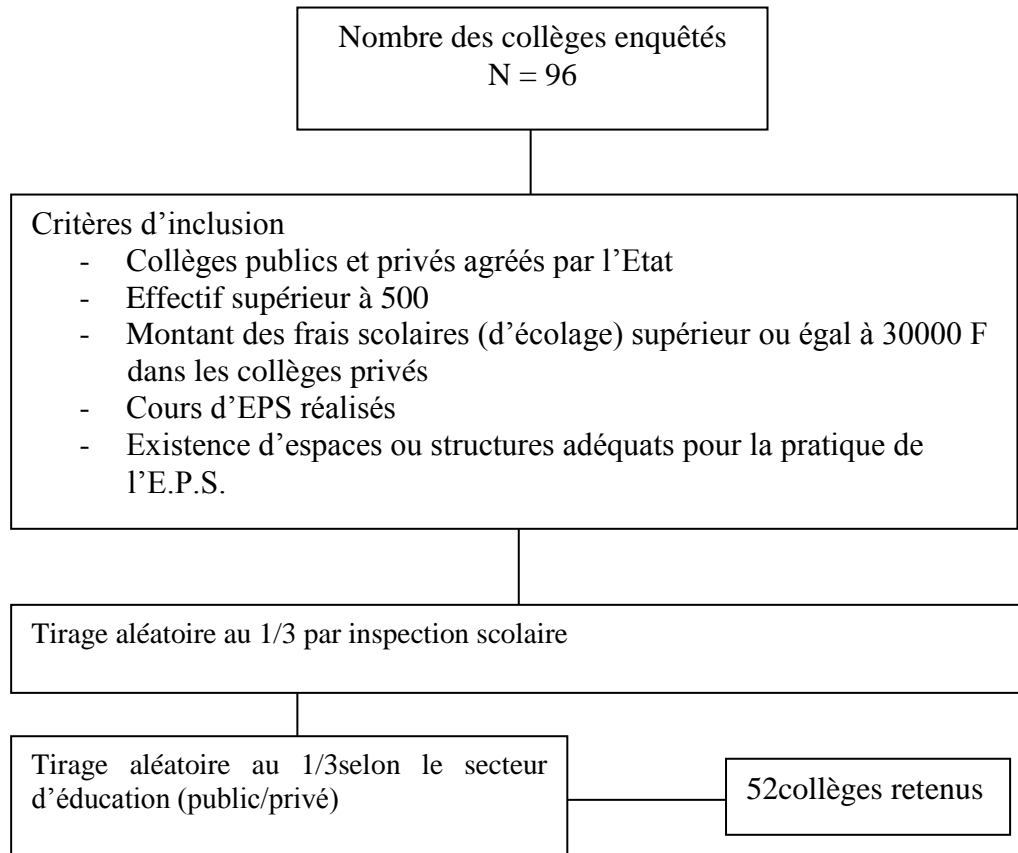 Nombre des collèges enquêtés
N = 96
Critères d’inclusion
- Collèges publics et privés agréés par l’Etat
- Effectif supérieur à 500
- Montant des frais scolaires (d’écolage) supérieur ou égal à 30000 F
dans les collèges privés
- Cours d’EPS réalisés
- Existence d’espaces ou structures adéquats pour la pratique de
l’E.P.S.
Tirage aléatoire au 1/3 par inspection scolaire
Tirage aléatoire au 1/3selon le secteur
d’éducation (public/privé)
52collèges retenus